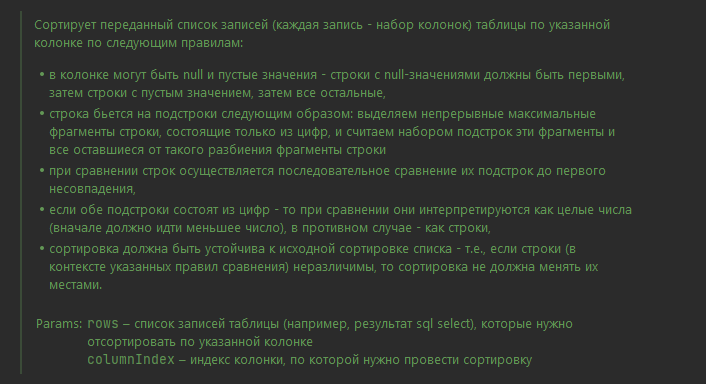 Сортирует переданный список записей (каждая запись - набор колонок) таблицы по указанной
колонке по следующим правилам:
• в колонке могут быть null и пустые значения - строки с null-значениями должны быть первыми,
затем строки с пустым значением, затем все остальные,
• строка бьется на подстроки следующим образом: выделяем непрерывные максимальные
фрагменты строки, состоящие только из цифр, и считаем набором подстрок эти фрагменты и
все оставшиеся от такого разбиения фрагменты строки
• при сравнении строк осуществляется последовательное сравнение их подстрок до первого
несовпадения,
• если обе подстроки состоят из цифр - то при сравнении они интерпретируются как целые числа
(вначале должно идти меньшее число), в противном случае - как строки,
• сортировка должна быть устойчива к исходной сортировке списка - т.е., если строки (в
контексте указанных правил сравнения) неразличимы, то сортировка не должна менять их
местами.
Params: rows – список записей таблицы (например, результат sql select), которые нужно
отсортировать по указанной колонке
columnIndex – индекс колонки, по которой нужно провести сортировку